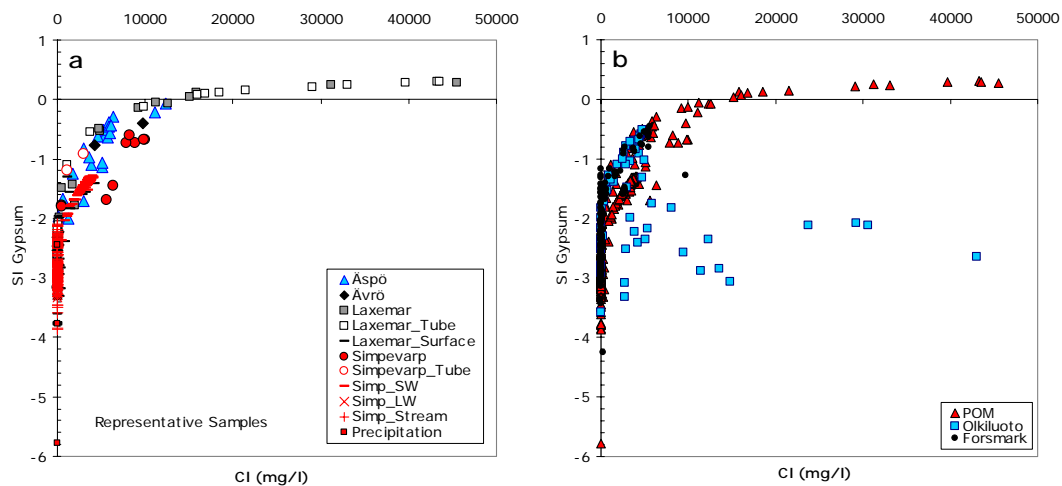 0 10000 20000 30000 40000 50000
1
0
-1
-2
-3
-4
-5
-6
SI Gypsum
a
Äspö
Ävrö
Laxemar
Laxemar_Tube
Laxemar_Surface
Simpevarp
Simpevarp_Tube
Simp_SW
Simp_LW
Simp_Stream
Precipitation
Representative Samples
Cl (mg/l)
0 10000 20000 30000 40000 50000
1
0
-1
-2
-3
-4
-5
-6
SI Gypsum
b
POM
Olkiluoto
Forsmark
Cl (mg/l)